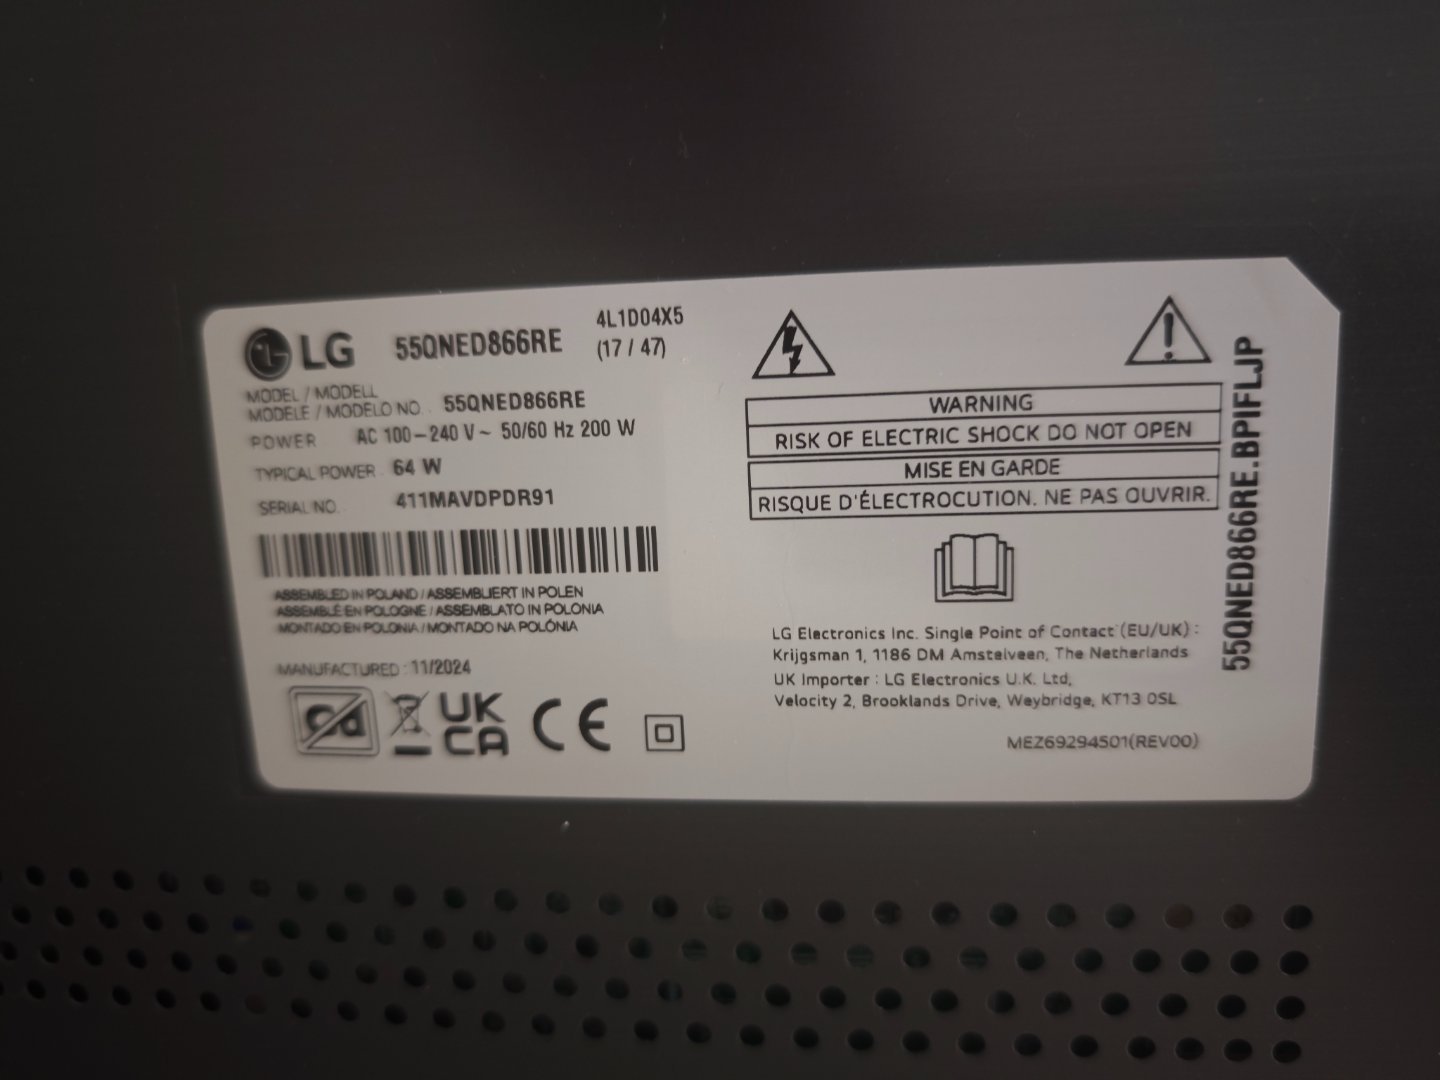 LG 55QNED866RE 4L1D04X5
(17 / 47)
MODEL / MODELL
MODÈLE / MODELO NO. : 55QNED866RE
POWER AC 100-240 V ~ 50/60 Hz 200 W
TYPICAL POWER 64 W
SERIAL NO. 411MAVDPDR91
ASSEMBLED IN POLAND / ASSEMBLIERT IN POLEN
ASSEMBLÉ EN POLOGNE / ASSEMBLATO IN POLONIA
MONTADO EN POLONIA / MONTADO NA POLÓNIA
MANUFACTURED : 11/2024
ad
UK
CA
CE
WARNING
RISK OF ELECTRIC SHOCK DO NOT OPEN
MISE EN GARDE
RISQUE D'ÉLECTROCUTION. NE PAS OUVRIR.
LG Electronics Inc. Single Point of Contact (EU/UK) :
Krijgsman 1, 1186 DM Amstelveen, The Netherlands
UK Importer : LG Electronics U.K. Ltd,
Velocity 2, Brooklands Drive, Weybridge, KT13 0SL
MEZ69294501(REV00)
55QNED866RE.BPIFLJP